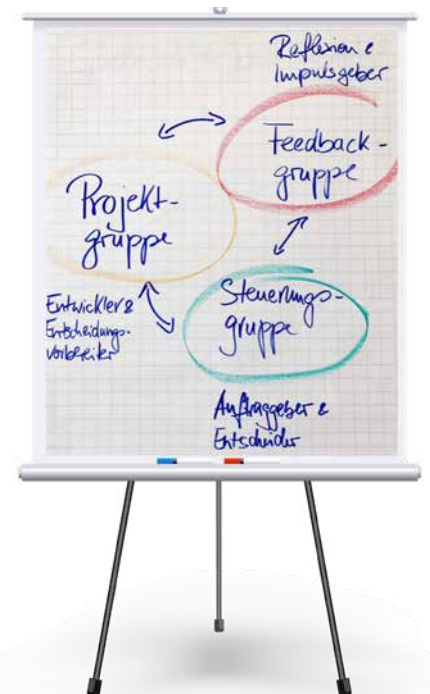 Reflexion &
Impulsgeber
Feedback-
gruppe
Projekt-
gruppe
Entwickler &
Entscheidungs-
vorbereiter
Steuerungs-
gruppe
Auftraggeber &
Entscheider